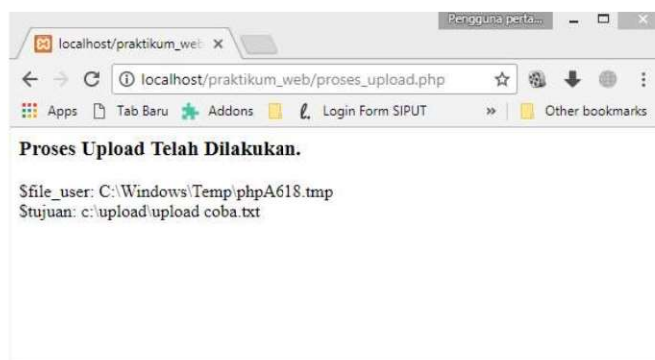 Pengguna perta...
localhost/praktikum_web
localhost/praktikum_web/proses_upload.php
Apps Tab Baru Addons Login Form SIPUT » Other bookmarks
Proses Upload Telah Dilakukan.
$file_user: C:\Windows\Temp\phpA618.tmp
$tujuan: c:\upload\upload coba.txt